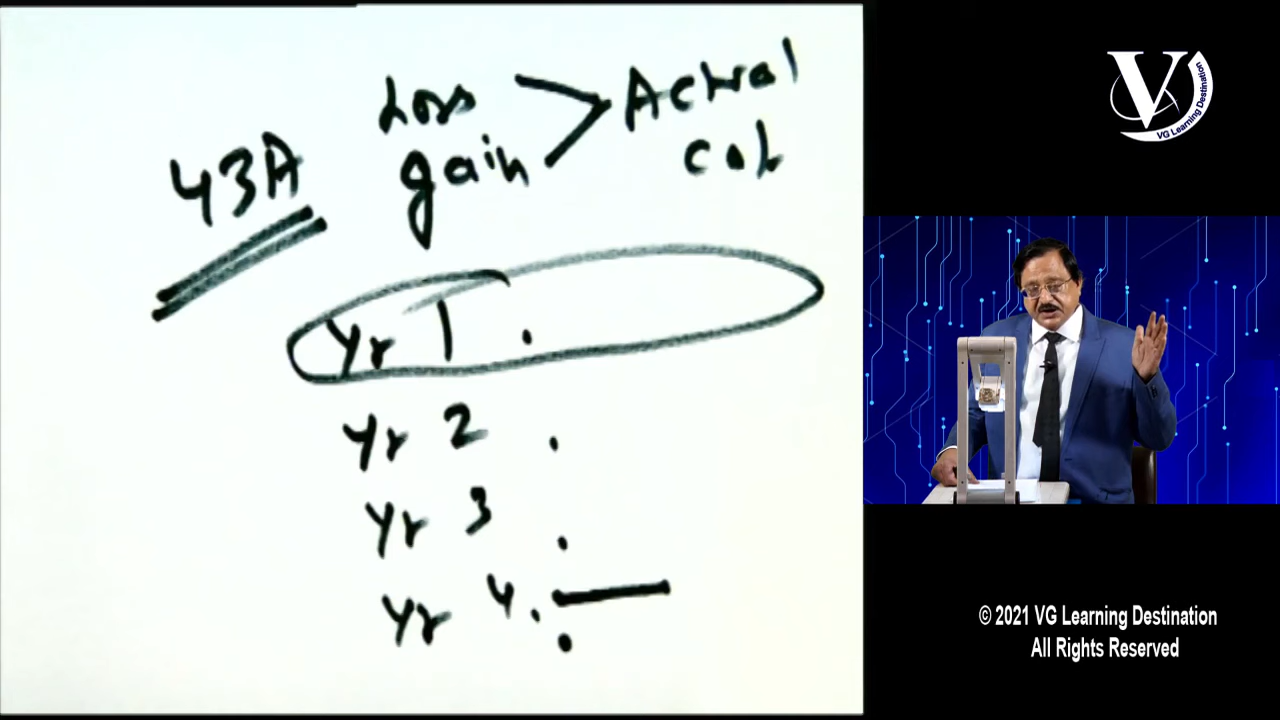 43A
Loss
gain
Actual
cost
Yr 1 .
Yr 2 .
Yr 3 .
Yr 4 .
V
VG Learning Destination
© 2021 VG Learning Destination
All Rights Reserved